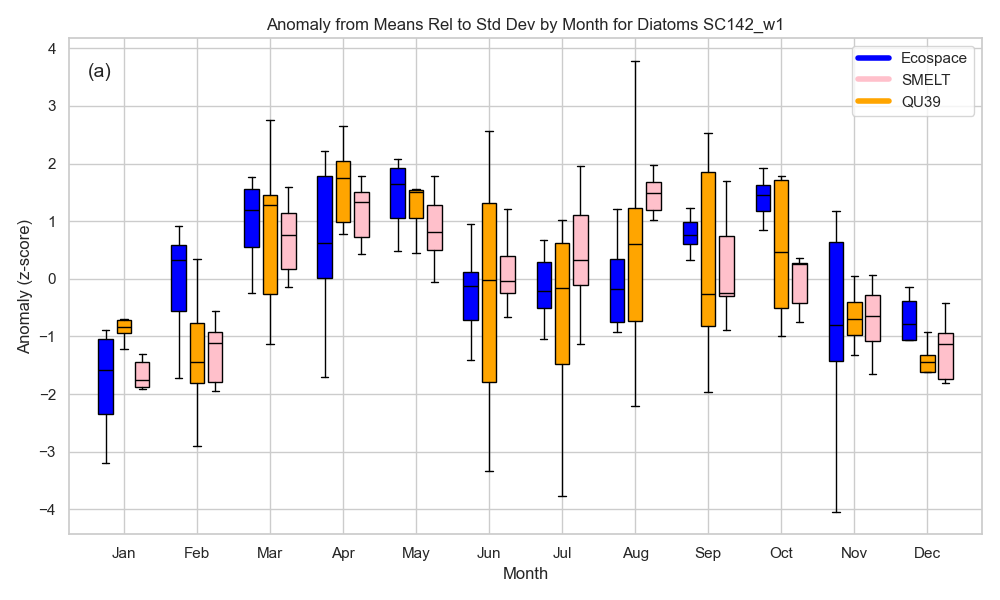 Anomaly from Means Rel to Std Dev by Month for Diatoms SC142_w1
(a)
Ecospace
SMELT
QU39
Anomaly (z-score)
4
3
2
1
0
−1
−2
−3
−4
Jan Feb Mar Apr May Jun Jul Aug Sep Oct Nov Dec
Month